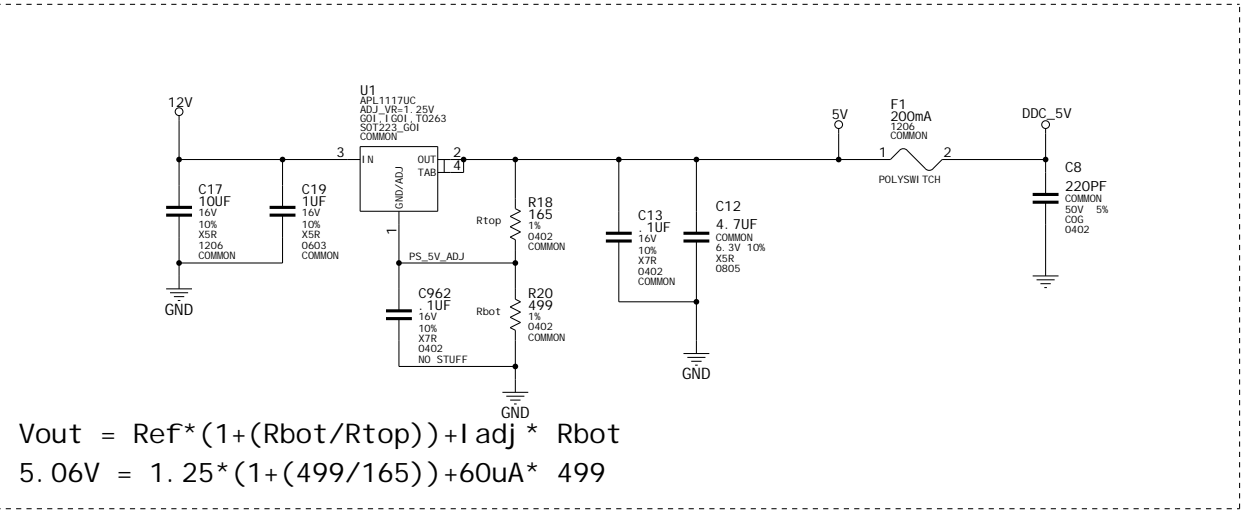 12V
U1
APL1117UC
ADJ_VR=1.25V
GOI,IGOI,TO263
SOT223_GOI
COMMON
3
IN
OUT
2
TAB
4
GND/ADJ
1
5V
F1
200mA
1206
COMMON
1
2
POLYSWITCH
DDC_5V
C17
10UF
16V
10%
X5R
1206
COMMON
C19
1UF
16V
10%
X5R
0603
COMMON
Rtop
R18
165
1%
0402
COMMON
C13
.1UF
16V
10%
X7R
0402
COMMON
C12
4.7UF
COMMON
6.3V 10%
X5R
0805
C8
220PF
COMMON
50V 5%
COG
0402
PS_5V_ADJ
C962
.1UF
16V
10%
X7R
0402
NO STUFF
Rbot
R20
499
1%
0402
COMMON
GND
GND
GND
Vout = Ref*(1+(Rbot/Rtop))+Iadj* Rbot
5.06V = 1.25*(1+(499/165))+60uA* 499